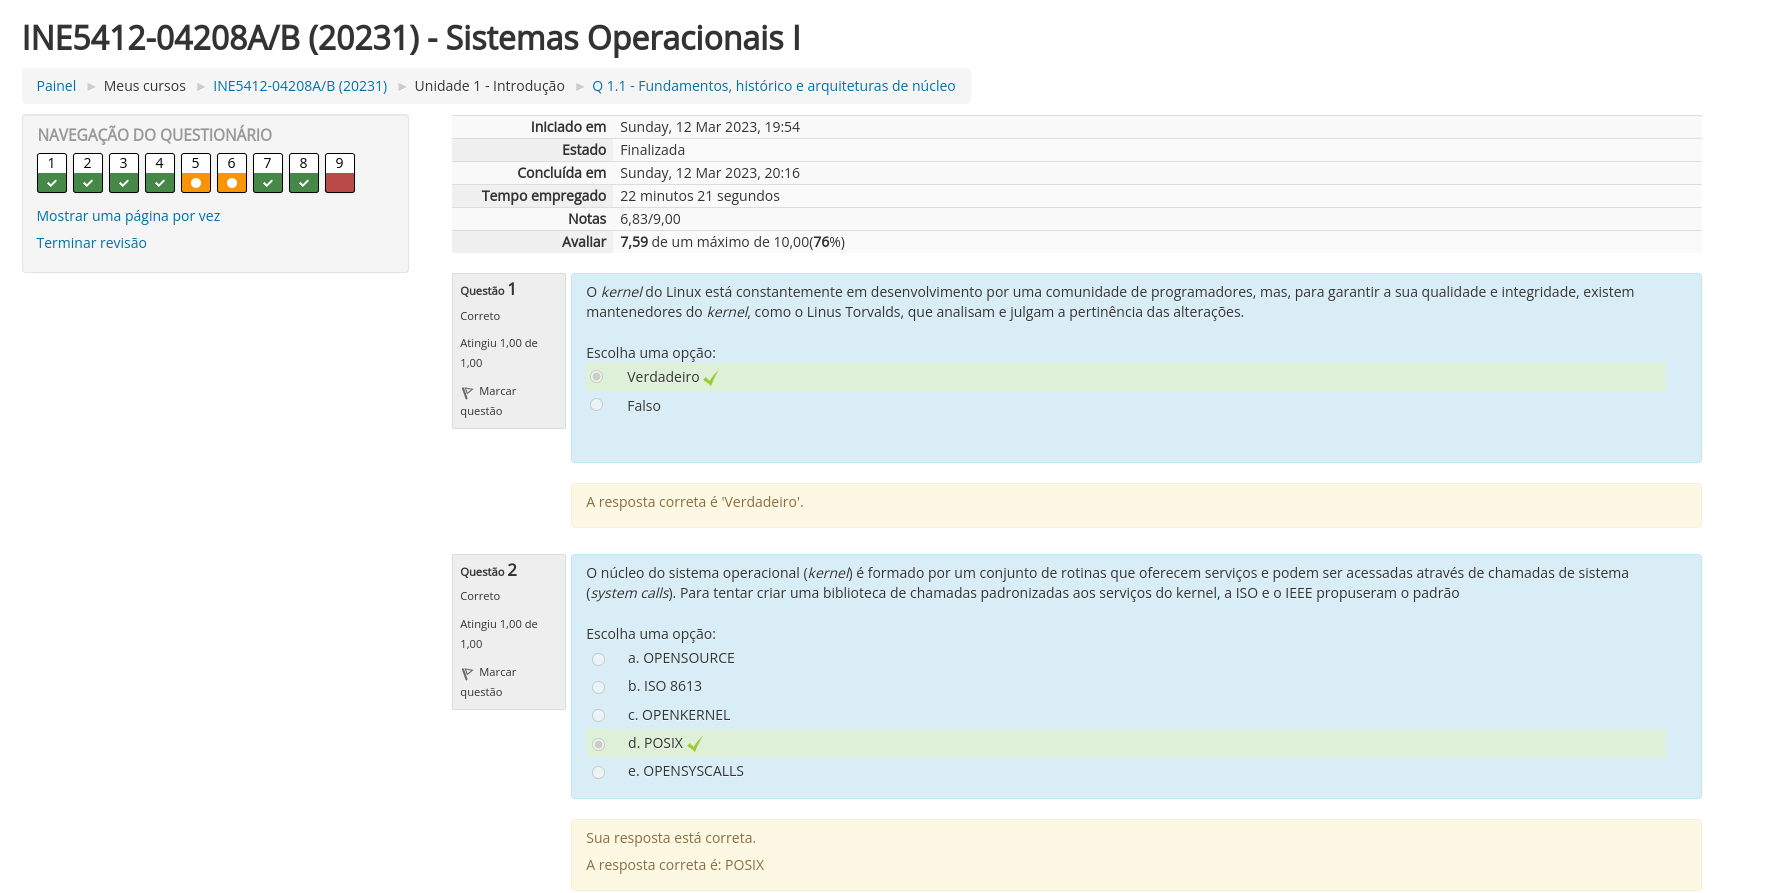 INE5412-04208A/B (20231) - Sistemas Operacionais I
Painel ► Meus cursos ► INE5412-04208A/B (20231) ► Unidade 1 - Introdução ► Q 1.1 - Fundamentos, histórico e arquiteturas de núcleo
NAVEGAÇÃO DO QUESTIONÁRIO
1 2 3 4 5 6 7 8 9
Mostrar uma página por vez
Terminar revisão
Iniciado em Sunday, 12 Mar 2023, 19:54
Estado Finalizada
Concluída em Sunday, 12 Mar 2023, 20:16
Tempo empregado 22 minutos 21 segundos
Notas 6,83/9,00
Avaliar 7,59 de um máximo de 10,00(76%)
Questão 1
Correto
Atingiu 1,00 de
1,00
Marcar
questão
O kernel do Linux está constantemente em desenvolvimento por uma comunidade de programadores, mas, para garantir a sua qualidade e integridade, existem
mantenedores do kernel, como o Linus Torvalds, que analisam e julgam a pertinência das alterações.
Escolha uma opção:
Verdadeiro
Falso
A resposta correta é 'Verdadeiro'.
Questão 2
Correto
Atingiu 1,00 de
1,00
Marcar
questão
O núcleo do sistema operacional (kernel) é formado por um conjunto de rotinas que oferecem serviços e podem ser acessadas através de chamadas de sistema
(system calls). Para tentar criar uma biblioteca de chamadas padronizadas aos serviços do kernel, a ISO e o IEEE propuseram o padrão
Escolha uma opção:
a. OPENSOURCE
b. ISO 8613
c. OPENKERNEL
d. POSIX
e. OPENSYSCALLS
Sua resposta está correta.
A resposta correta é: POSIX